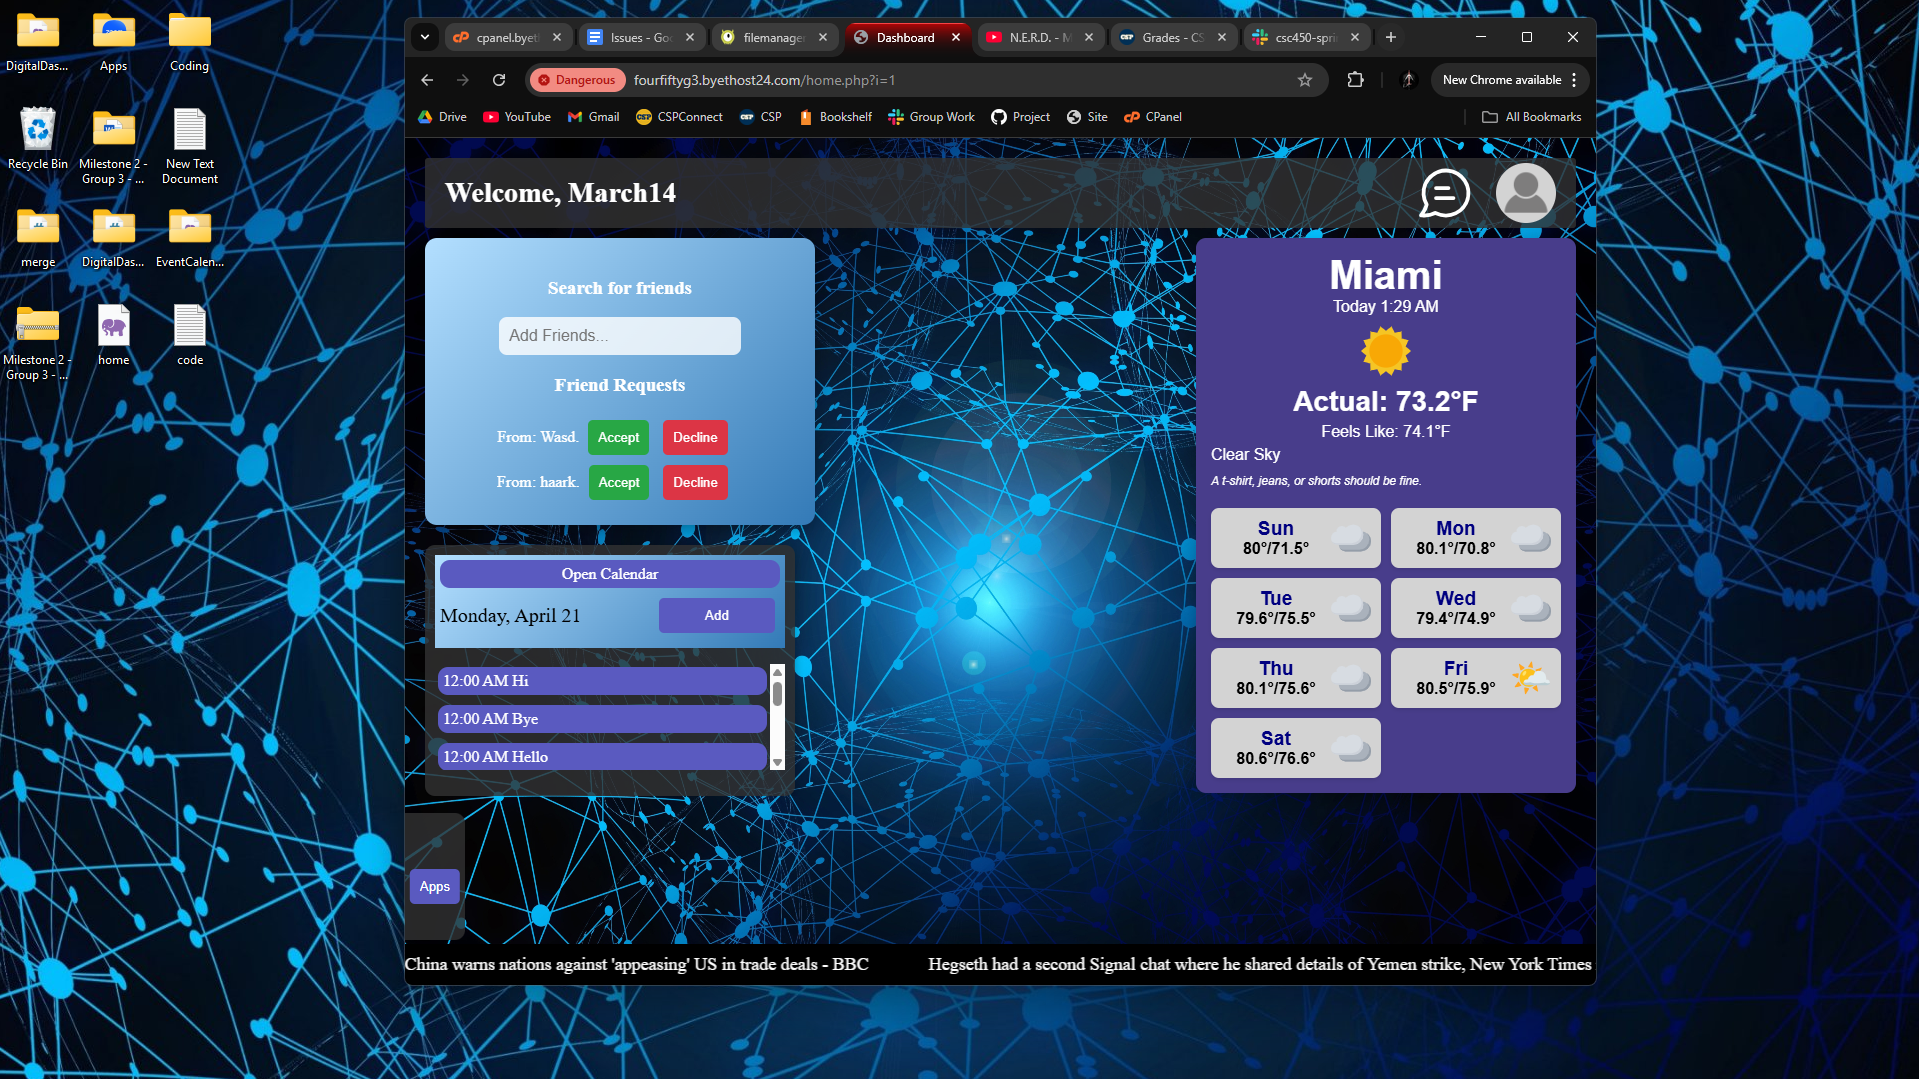 DigitalDas...
Apps
Coding
Recycle Bin
Milestone 2 -
Group 3 - ...
New Text
Document
merge
DigitalDas...
EventCalen...
Milestone 2 -
Group 3 - ...
home
code
cpanel.byet
Issues - Goo
filemanager
Dashboard
N.E.R.D. - M
Grades - CS
csc450-spri
Dangerous
fourfiftyg3.byethost24.com/home.php?i=1
New Chrome available
Drive
YouTube
Gmail
CSPConnect
CSP
Bookshelf
Group Work
Project
Site
CPanel
All Bookmarks
Welcome, March14
Search for friends
Add Friends...
Friend Requests
From: Wasd. Accept Decline
From: haark. Accept Decline
Open Calendar
Monday, April 21 Add
12:00 AM Hi
12:00 AM Bye
12:00 AM Hello
Apps
Miami
Today 1:29 AM
Actual: 73.2°F
Feels Like: 74.1°F
Clear Sky
A t-shirt, jeans, or shorts should be fine.
Sun
80°/71.5°
Mon
80.1°/70.8°
Tue
79.6°/75.5°
Wed
79.4°/74.9°
Thu
80.1°/75.6°
Fri
80.5°/75.9°
Sat
80.6°/76.6°
China warns nations against 'appeasing' US in trade deals - BBC
Hegseth had a second Signal chat where he shared details of Yemen strike, New York Times